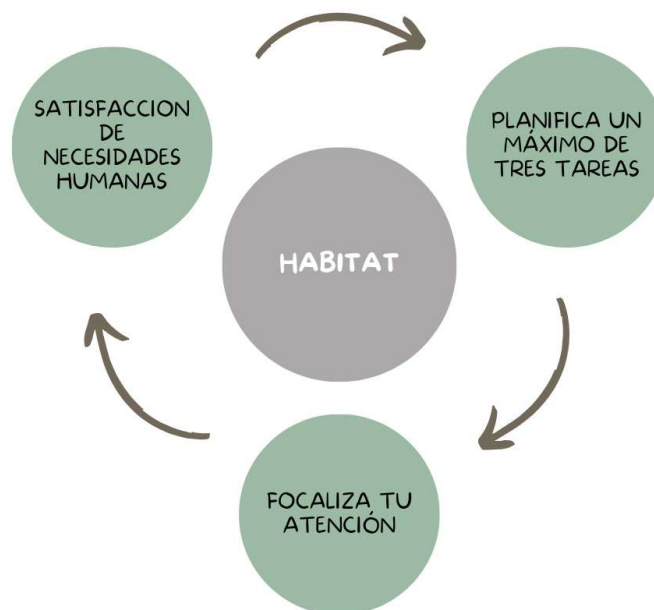 SATISFACCION
DE
NECESIDADES
HUMANAS
PLANIFICA UN
MÁXIMO DE
TRES TAREAS
HABITAT
FOCALIZA TU
ATENCIÓN